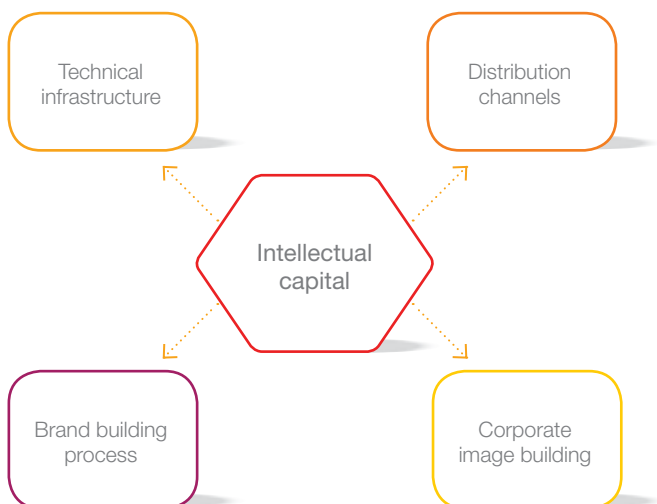 Technical
infrastructure
Distribution
channels
Intellectual
capital
Brand building
process
Corporate
image building